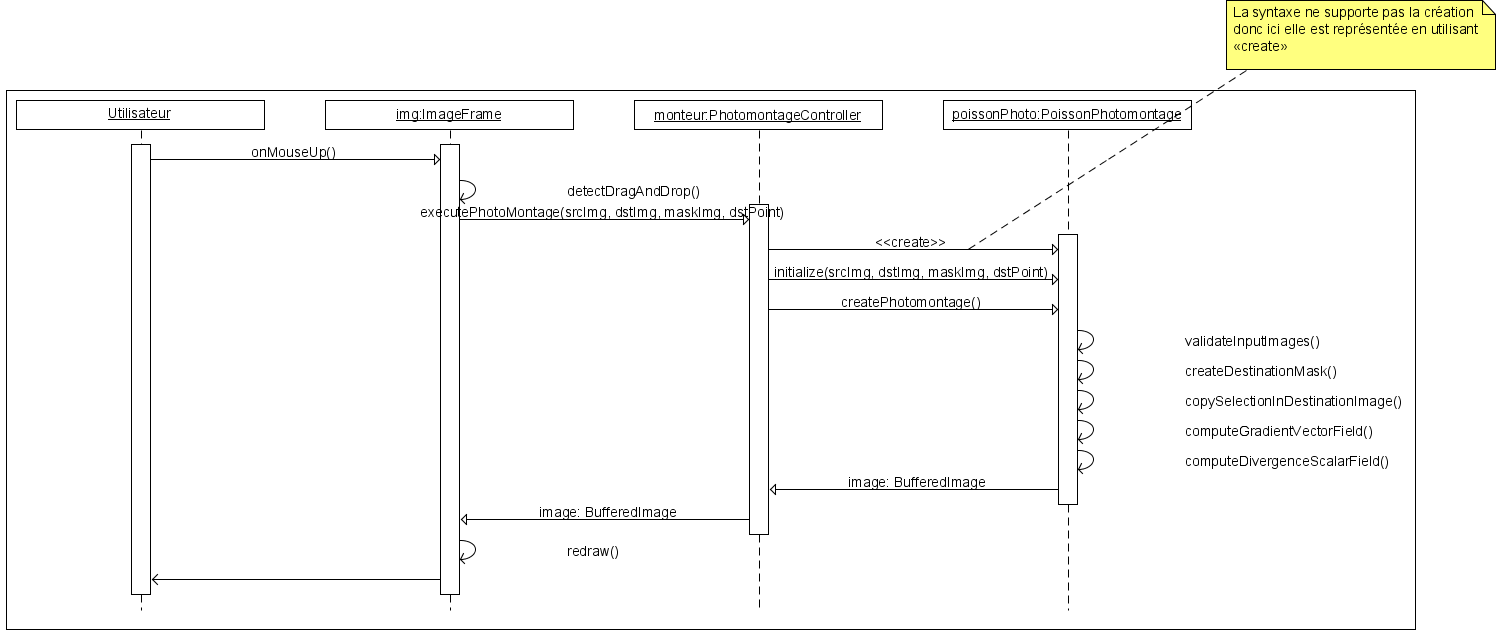 La syntaxe ne supporte pas la création
donc ici elle est représentée en utilisant
«create»
Utilisateur
img:ImageFrame
monteur:PhotomontageController
poissonPhoto:PoissonPhotomontage
onMouseUp()
detectDragAndDrop()
executePhotoMontage(srcImg, dstImg, maskImg, dstPoint)
<<create>>
initialize(srcImg, dstImg, maskImg, dstPoint)
createPhotomontage()
validateInputImages()
createDestinationMask()
copySelectionInDestinationImage()
computeGradientVectorField()
computeDivergenceScalarField()
image: BufferedImage
image: BufferedImage
redraw()